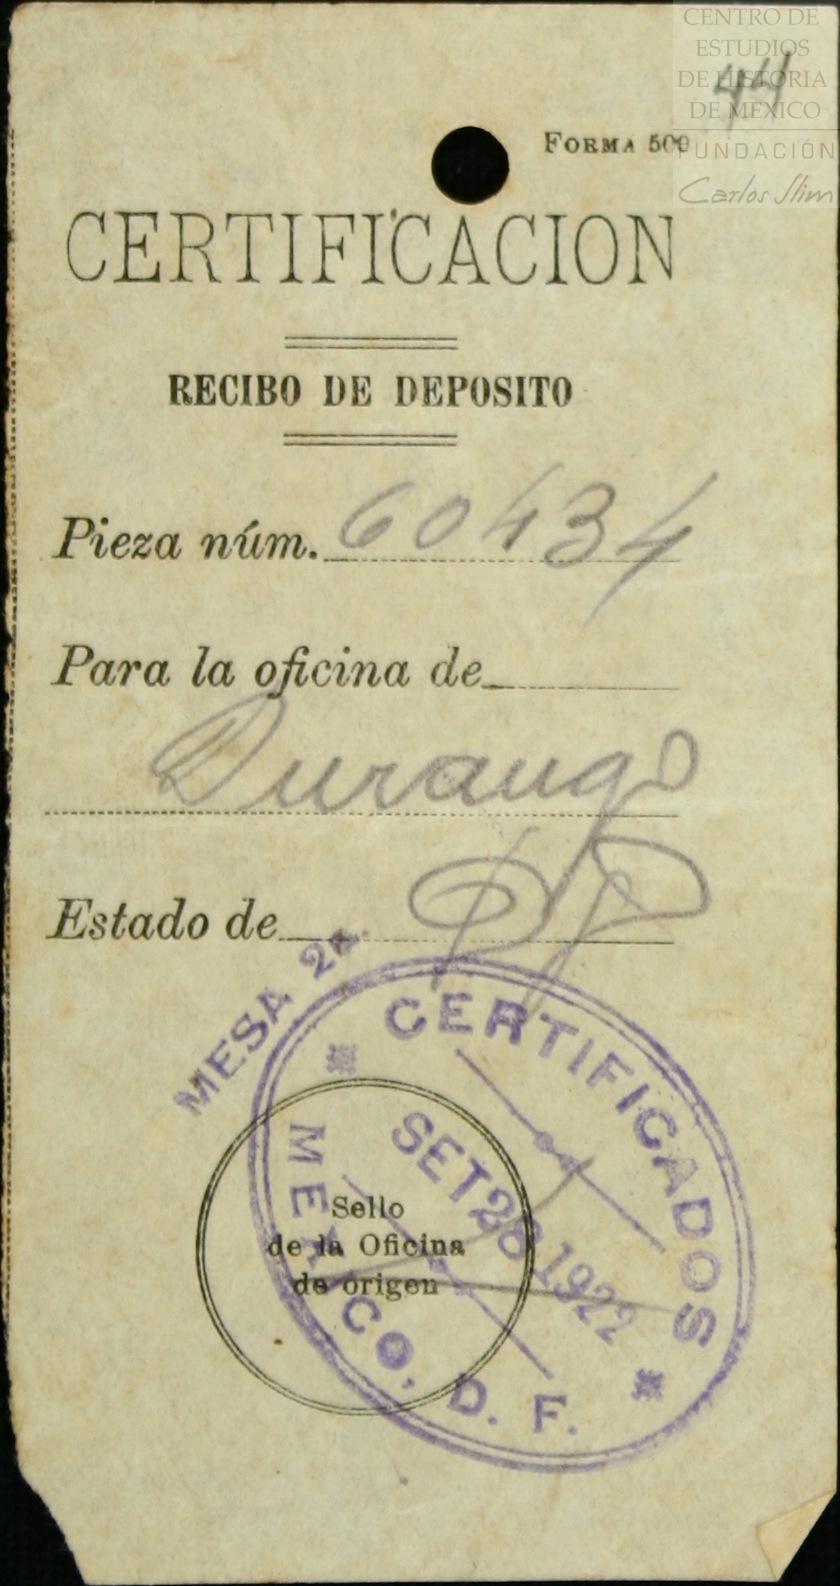 CENTRO DE
ESTUDIOS
DE HISTORIA
DE MÉXICO
FUNDACIÓN
Carlos Slim
44
FORMA 500
CERTIFICACION
RECIBO DE DEPOSITO
Pieza núm. 60434
Para la oficina de
Durango
Estado de
MESA 2a.
CERTIFICADOS
SET 28 1922
MEXICO, D. F.
Sello
de la Oficina
de origen